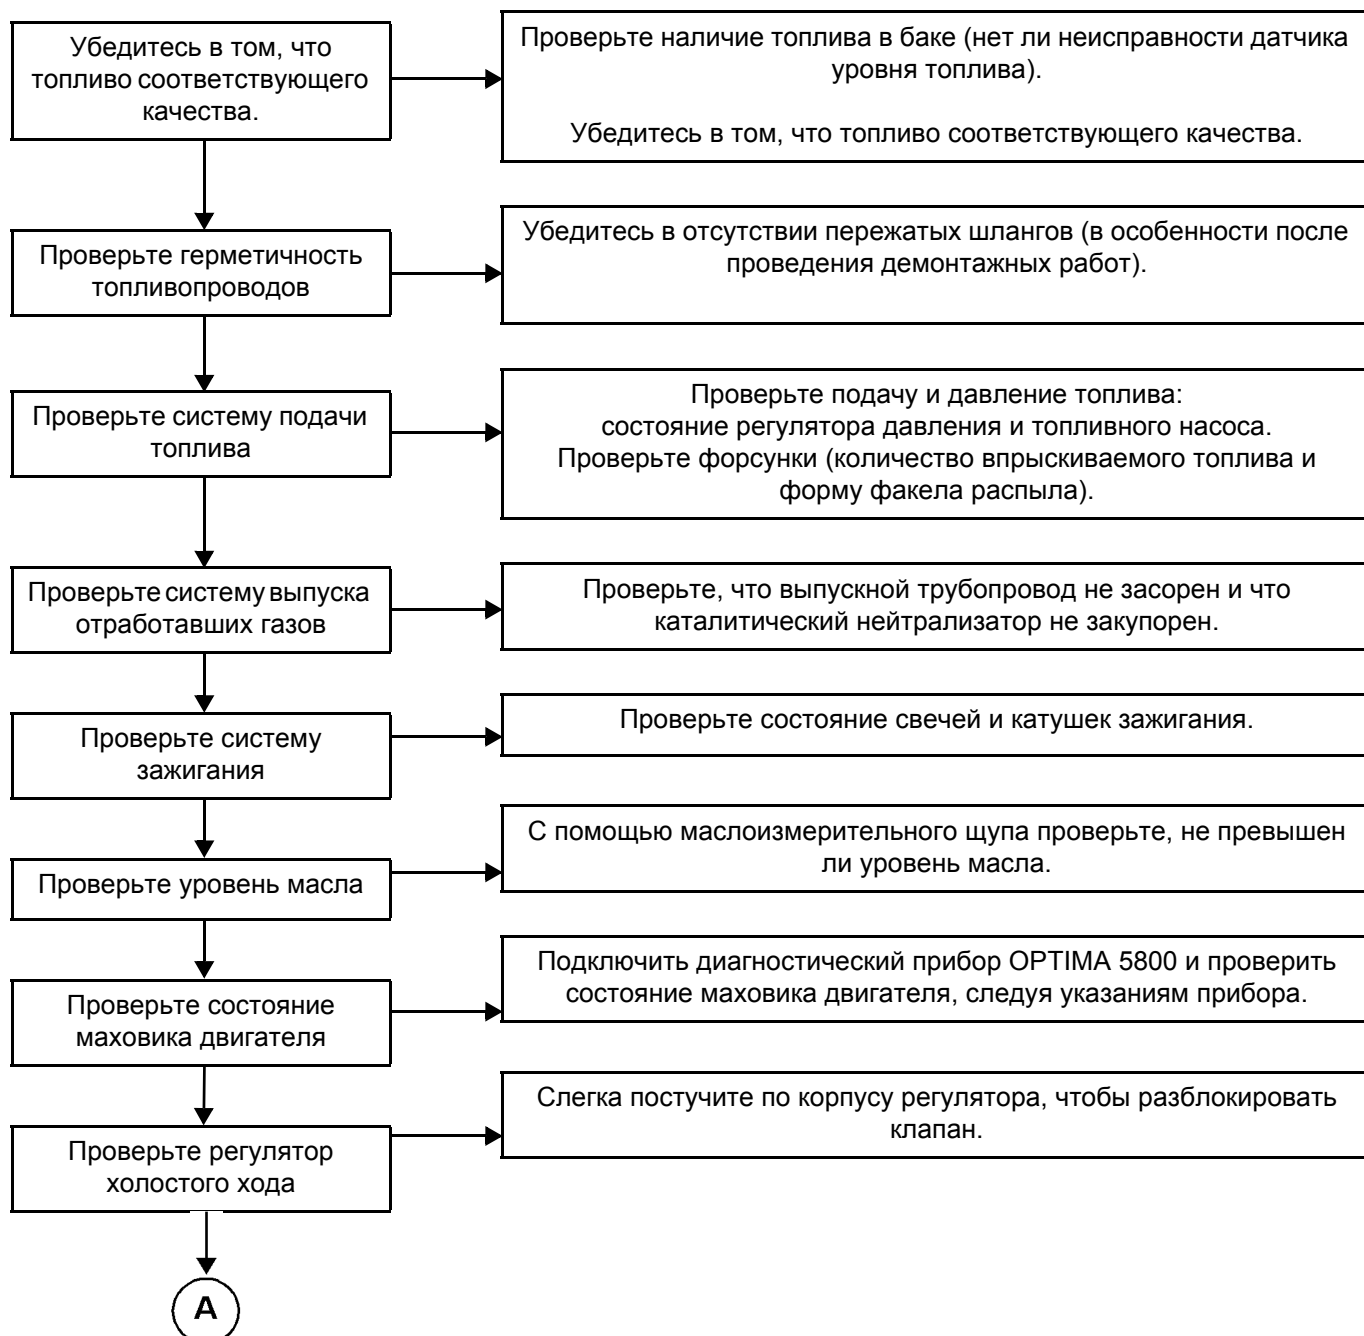 Убедитесь в том, что
топливо соответствующего
качества.
Проверьте наличие топлива в баке (нет ли неисправности датчика
уровня топлива).
Убедитесь в том, что топливо соответствующего качества.
Проверьте герметичность
топливопроводов
Убедитесь в отсутствии пережатых шлангов (в особенности после
проведения демонтажных работ).
Проверьте систему подачи
топлива
Проверьте подачу и давление топлива:
состояние регулятора давления и топливного насоса.
Проверьте форсунки (количество впрыскиваемого топлива и
форму факела распыла).
Проверьте систему выпуска
отработавших газов
Проверьте, что выпускной трубопровод не засорен и что
каталитический нейтрализатор не закупорен.
Проверьте систему
зажигания
Проверьте состояние свечей и катушек зажигания.
Проверьте уровень масла
С помощью маслоизмерительного щупа проверьте, не превышен
ли уровень масла.
Проверьте состояние
маховика двигателя
Подключить диагностический прибор OPTIMA 5800 и проверить
состояние маховика двигателя, следуя указаниям прибора.
Проверьте регулятор
холостого хода
Слегка постучите по корпусу регулятора, чтобы разблокировать
клапан.
A